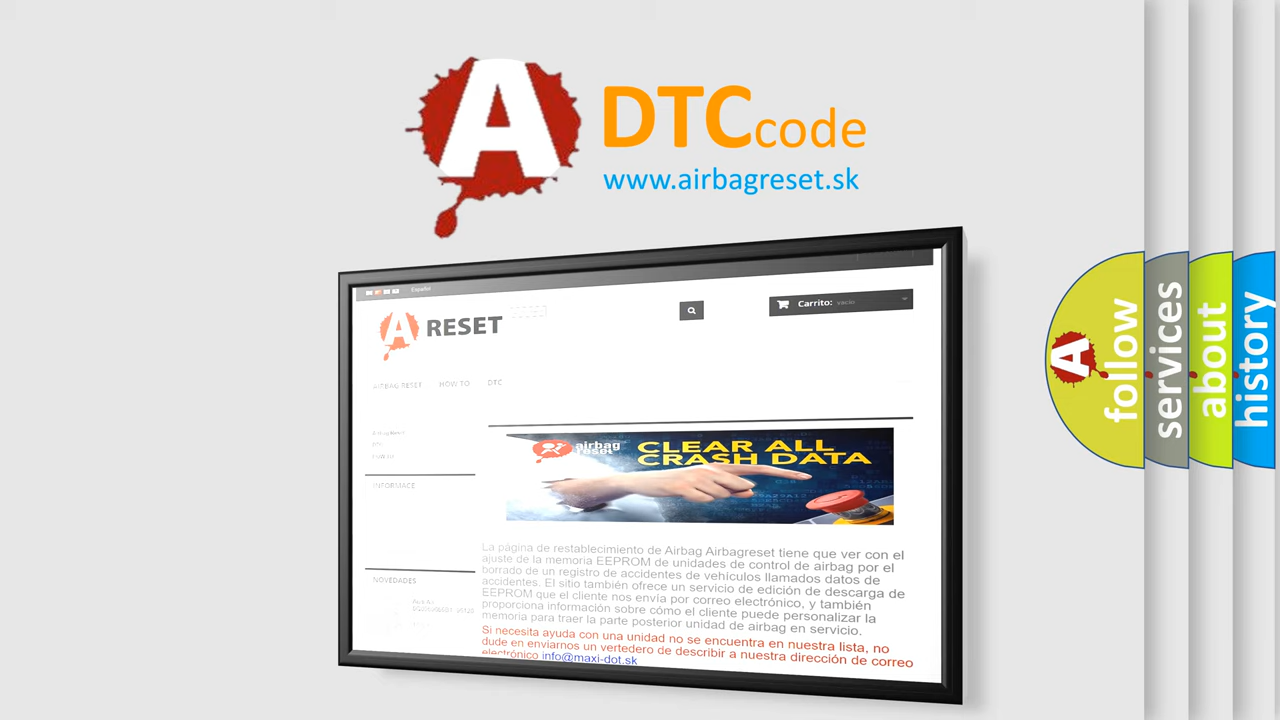 A
DTC code
www.airbagreset.sk
Español
A RESET
Carrito: vacío
AIRBAG RESET HOW TO DTC
INFORMACE
airbag
reset
CLEAR ALL
CRASH DATA
NOVEDADES
La página de restablecimiento de Airbag Airbagreset tiene que ver con el
ajuste de la memoria EEPROM de unidades de control de airbag por el
borrado de un registro de accidentes de vehículos llamados datos de
accidentes. El sitio también ofrece un servicio de edición de descarga de
EEPROM que el cliente nos envía por correo electrónico, y también
proporciona información sobre cómo el cliente puede personalizar la
memoria para traer la parte posterior unidad de airbag en servicio.
Si necesita ayuda con una unidad no se encuentra en nuestra lista, no
dude en enviarnos un vertedero de describir a nuestra dirección de correo
electrónico info@maxi-dot.sk
A
follow
services
about
history